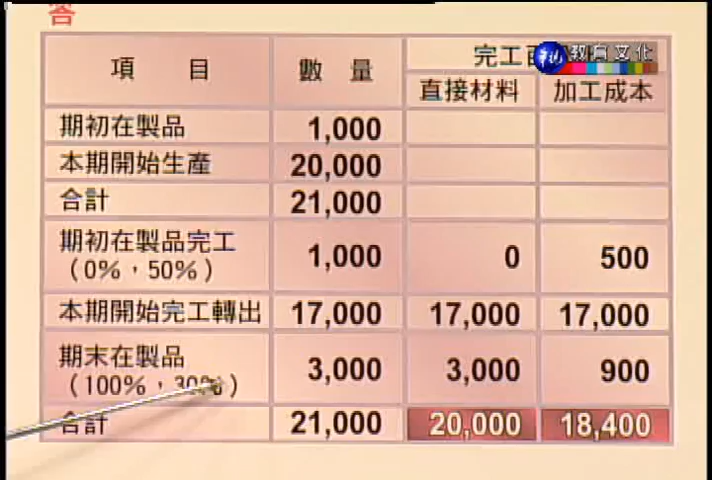 答
項 目
數 量
完工
華視 教育文化
直接材料
加工成本
期初在製品
1,000
本期開始生產
20,000
合計
21,000
期初在製品完工
(0%,50%)
1,000
0
500
本期開始完工轉出
17,000
17,000
17,000
期末在製品
(100%,30%)
3,000
3,000
900
合計
21,000
20,000
18,400